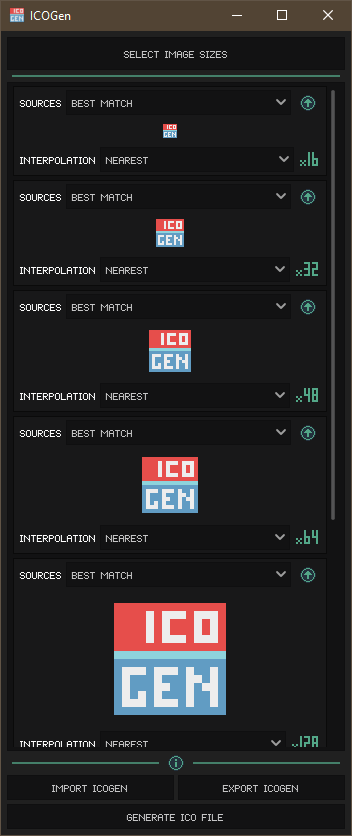 ICOGen
SELECT IMAGE SIZES
SOURCES BEST MATCH
ICO
GEN
INTERPOLATION NEAREST x16
SOURCES BEST MATCH
ICO
GEN
INTERPOLATION NEAREST x32
SOURCES BEST MATCH
ICO
GEN
INTERPOLATION NEAREST x48
SOURCES BEST MATCH
ICO
GEN
INTERPOLATION NEAREST x64
SOURCES BEST MATCH
ICO
GEN
INTERPOLATION NEAREST x128
IMPORT ICOGEN EXPORT ICOGEN
GENERATE ICO FILE